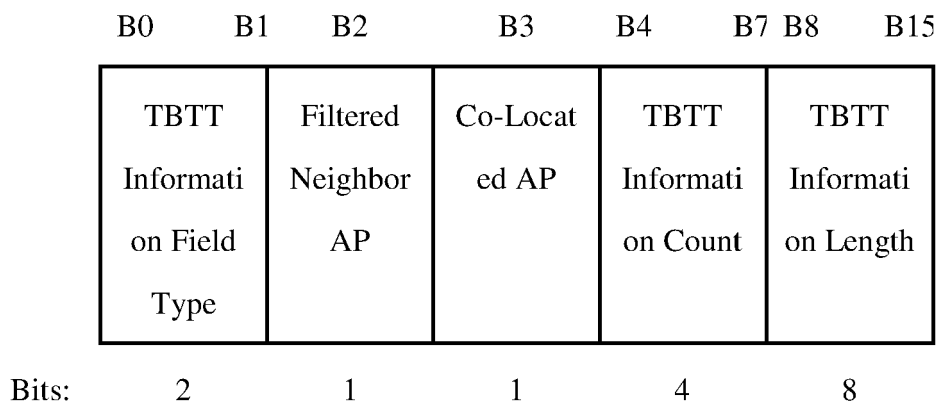 B0 B1 B2 B3 B4 B7 B8 B15
TBTT Filtered Co-Locat TBTT TBTT
Informati Neighbor ed AP Informati Informati
on Field AP on Count on Length
Type
Bits: 2 1 1 4 8